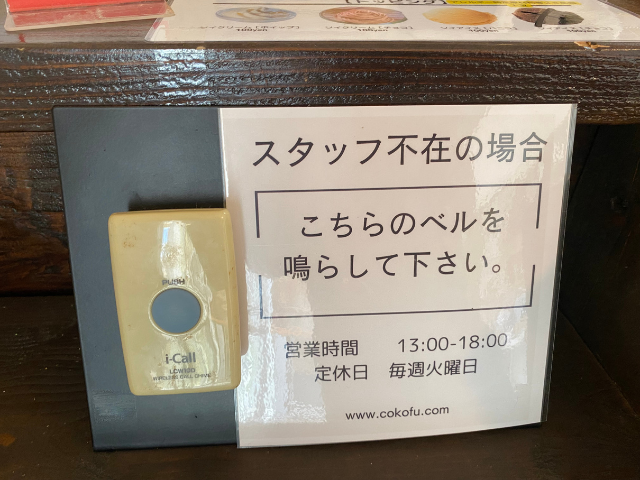 100yen
100yen
スタッフ不在の場合
こちらのベルを
鳴らして下さい。
PUSH
i-Call
営業時間 13:00-18:00
定休日 毎週火曜日
www.cokofu.com